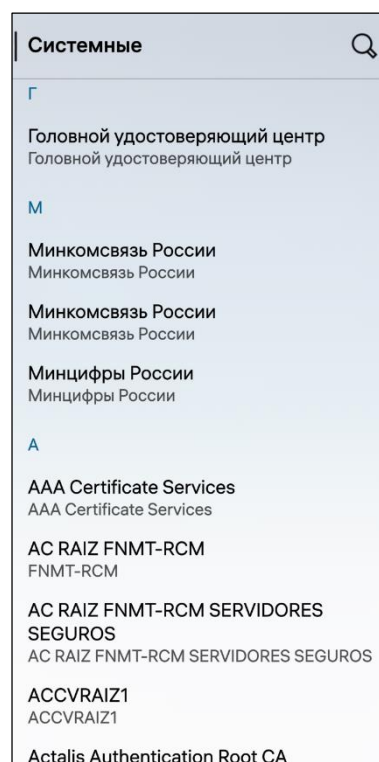 Системные
Г
Головной удостоверяющий центр
Головной удостоверяющий центр
М
Минкомсвязь России
Минкомсвязь России
Минкомсвязь России
Минкомсвязь России
Минцифры России
Минцифры России
A
AAA Certificate Services
AAA Certificate Services
AC RAIZ FNMT-RCM
FNMT-RCM
AC RAIZ FNMT-RCM SERVIDORES
SEGUROS
AC RAIZ FNMT-RCM SERVIDORES SEGUROS
ACCVRAIZ1
ACCVRAIZ1
Actalis Authentication Root CA